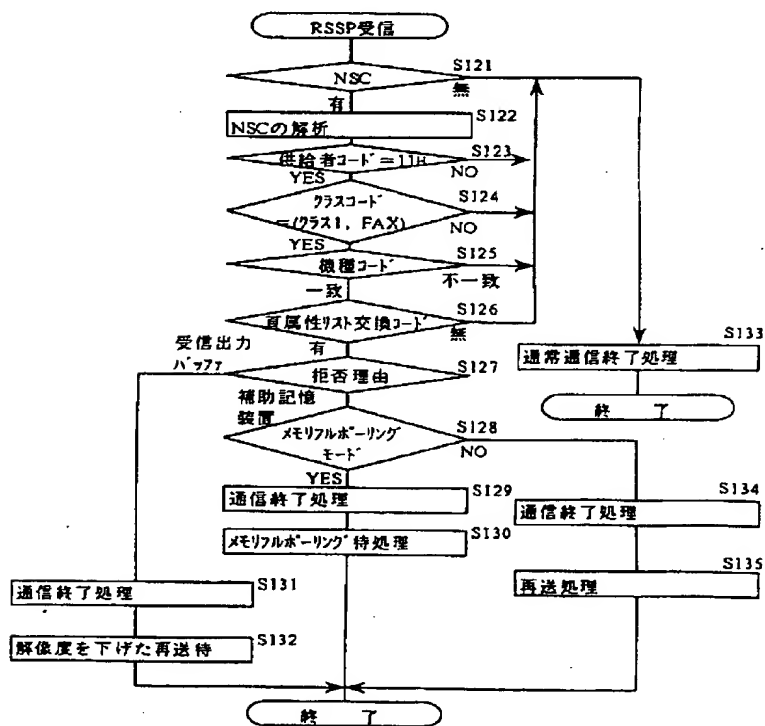 RSSP受信
S121
NSC
無
有
S122
NSCの解析
S123
供給者コード=11H
YES
NO
S124
クラスコード
=(クラス1, FAX)
NO
YES
S125
機種コード
不一致
一致
S126
頁属性リスト交換コード
無
有
受信出力
バッファ
S127
拒否理由
S133
通常通信終了処理
終 了
補助記憶
装置
S128
メモリフルポーリング
モード
NO
YES
S129
通信終了処理
S130
メモリフルポーリング待処理
S134
通信終了処理
S135
再送処理
S131
通信終了処理
S132
解像度を下げた再送待
終 了